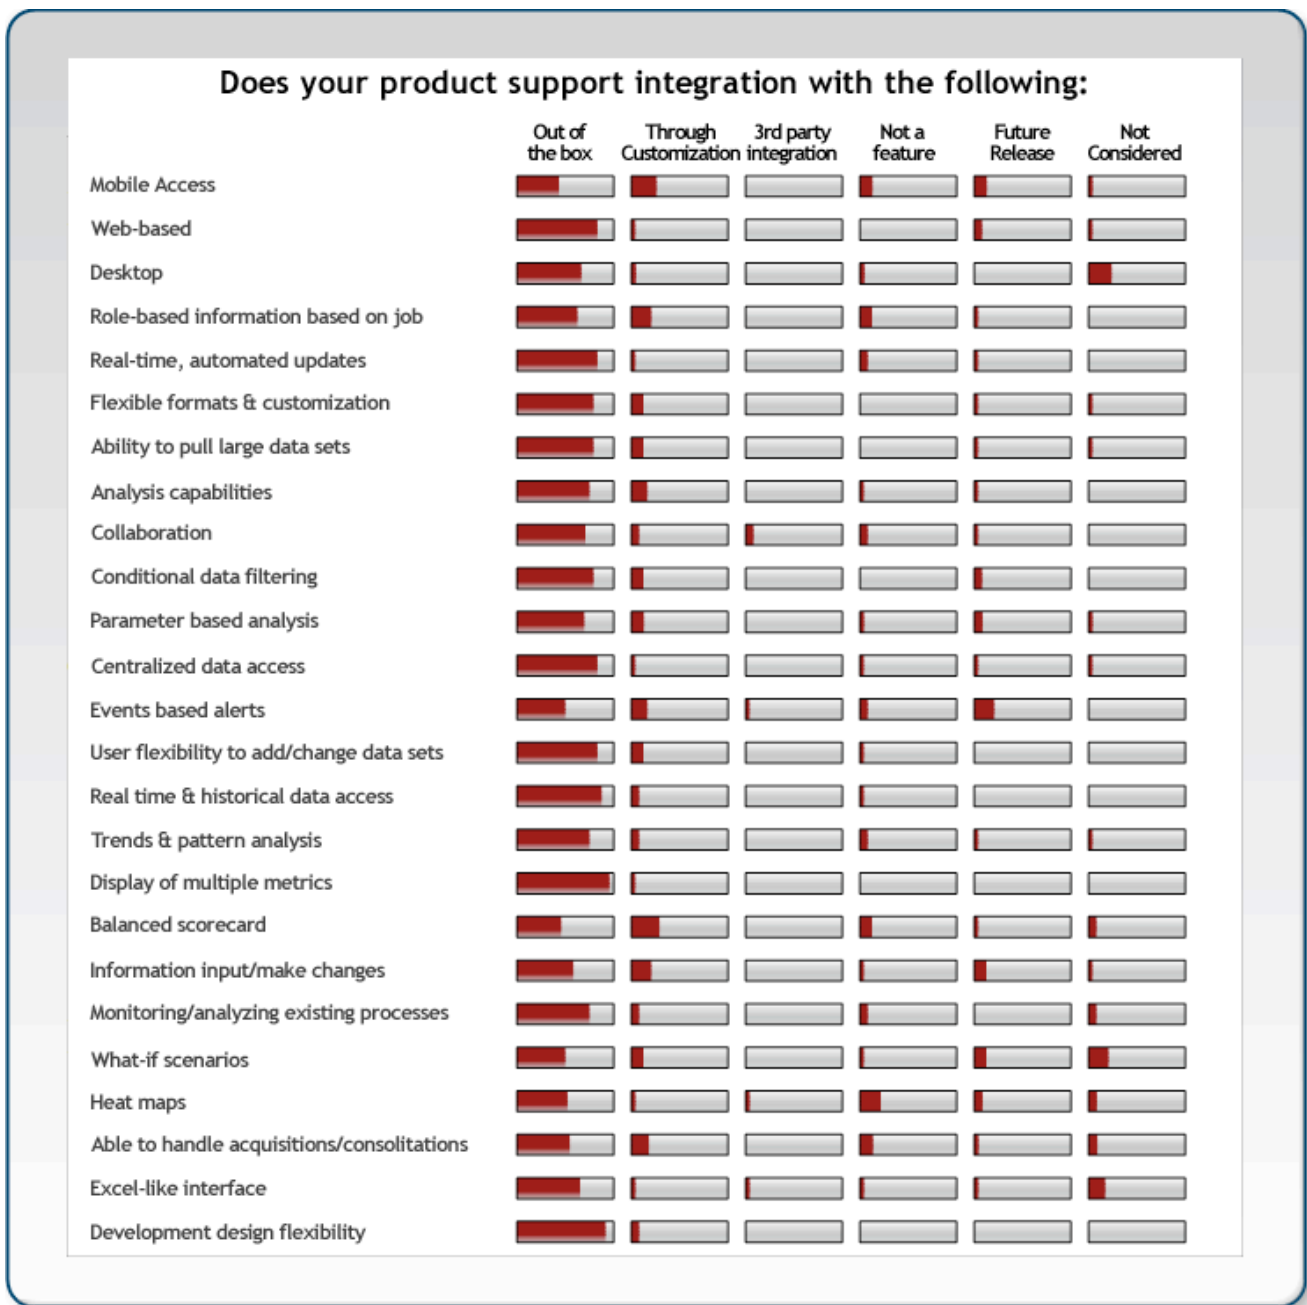 Does your product support integration with the following:
Out of the box
Through Customization
3rd party integration
Not a feature
Future Release
Not Considered
Mobile Access
Web-based
Desktop
Role-based information based on job
Real-time, automated updates
Flexible formats & customization
Ability to pull large data sets
Analysis capabilities
Collaboration
Conditional data filtering
Parameter based analysis
Centralized data access
Events based alerts
User flexibility to add/change data sets
Real time & historical data access
Trends & pattern analysis
Display of multiple metrics
Balanced scorecard
Information input/make changes
Monitoring/analyzing existing processes
What-if scenarios
Heat maps
Able to handle acquisitions/consolitations
Excel-like interface
Development design flexibility